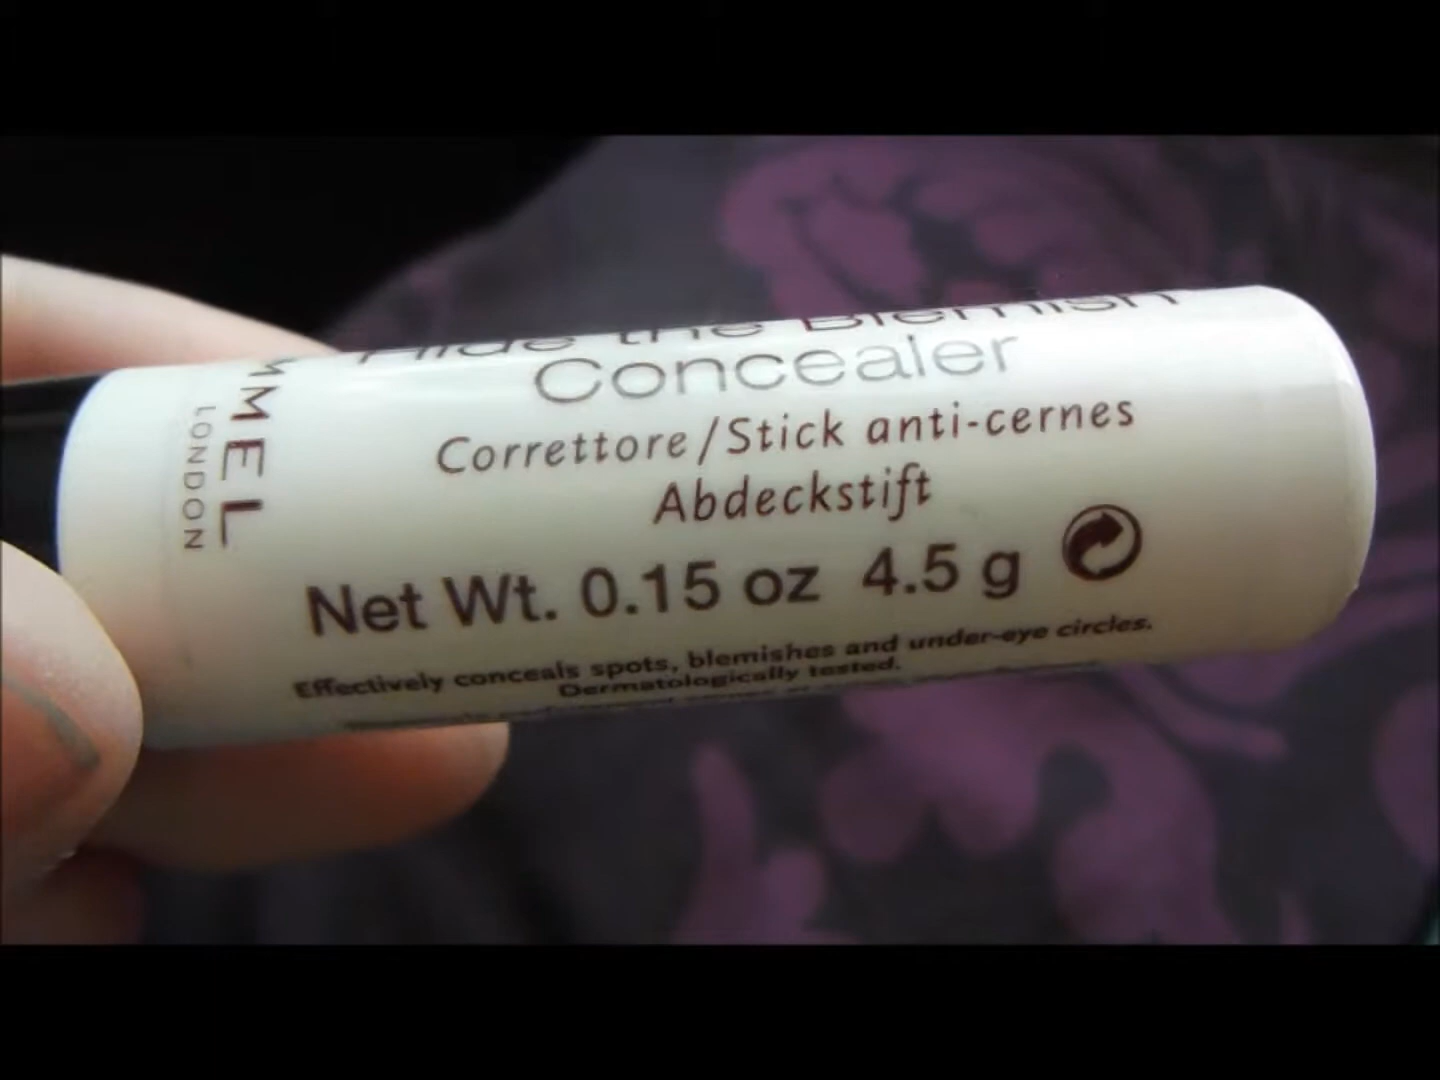 Hide the Blemish
Concealer
Correttore/Stick anti-cernes
Abdeckstift
Net Wt. 0.15 oz 4.5 g
Effectively conceals spots, blemishes and under-eye circles.
Dermatologically tested.
MMEL
LONDON